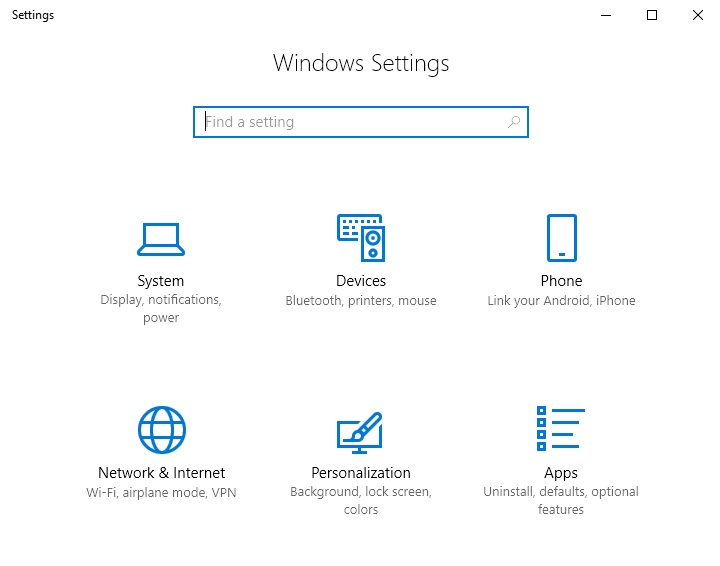 Settings
Windows Settings
Find a setting
System
Display, notifications,
power
Devices
Bluetooth, printers, mouse
Phone
Link your Android, iPhone
Network & Internet
Wi-Fi, airplane mode, VPN
Personalization
Background, lock screen,
colors
Apps
Uninstall, defaults, optional
features